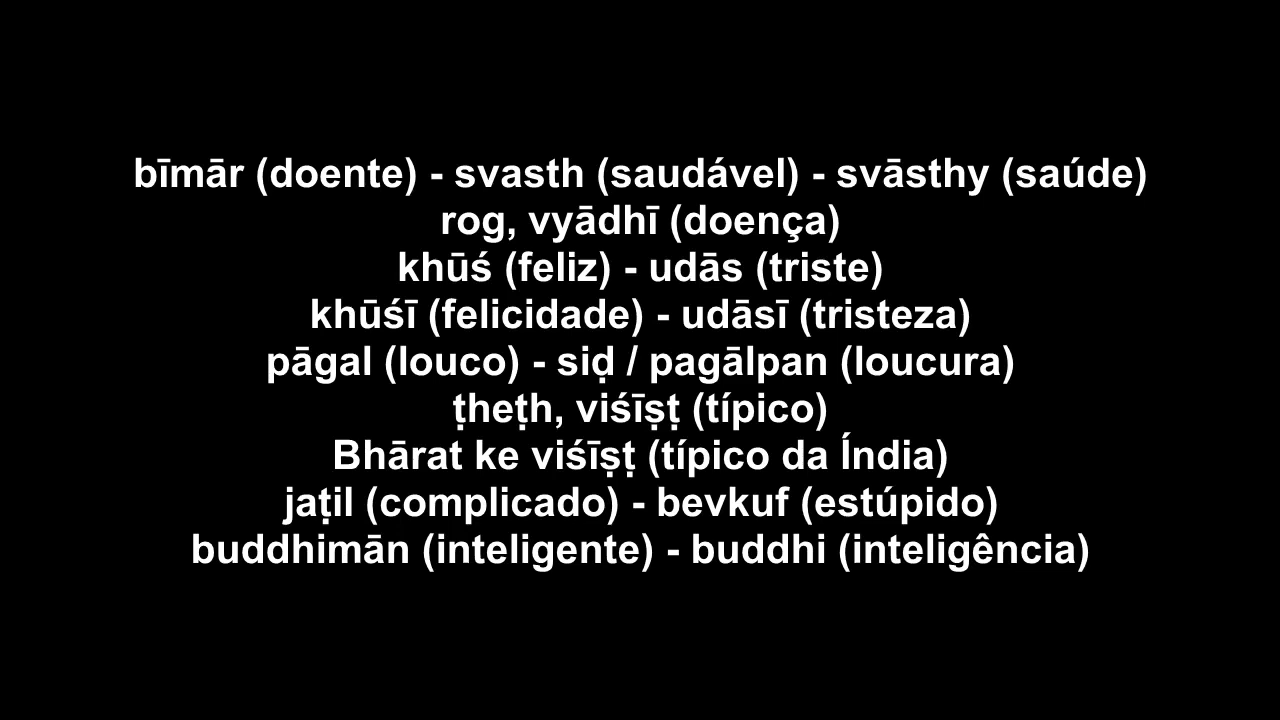 bīmār (doente) - svasth (saudável) - svāsthy (saúde)
rog, vyādhī (doença)
khūś (feliz) - udās (triste)
khūśī (felicidade) - udāsī (tristeza)
pāgal (louco) - siḍ / pagālpan (loucura)
ṭheṭh, viśīṣṭ (típico)
Bhārat ke viśīṣṭ (típico da Índia)
jaṭil (complicado) - bevkuf (estúpido)
buddhimān (inteligente) - buddhi (inteligência)